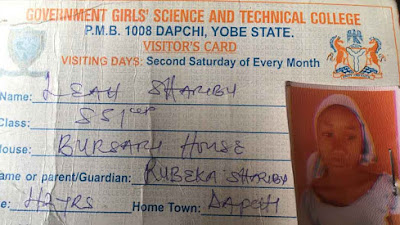 GOVERNMENT GIRLS' SCIENCE AND TECHNICAL COLLEGE
P.M.B. 1008 DAPCHI, YOBE STATE.
VISITOR'S CARD
VISITING DAYS: Second Saturday of Every Month
Name: LEAH SHARIBU
Class: SS1
House: BURSARY HOUSE
ame or parent/Guardian: RUBEKA SHARIBU
e: YRS Home Town: DAPCHI